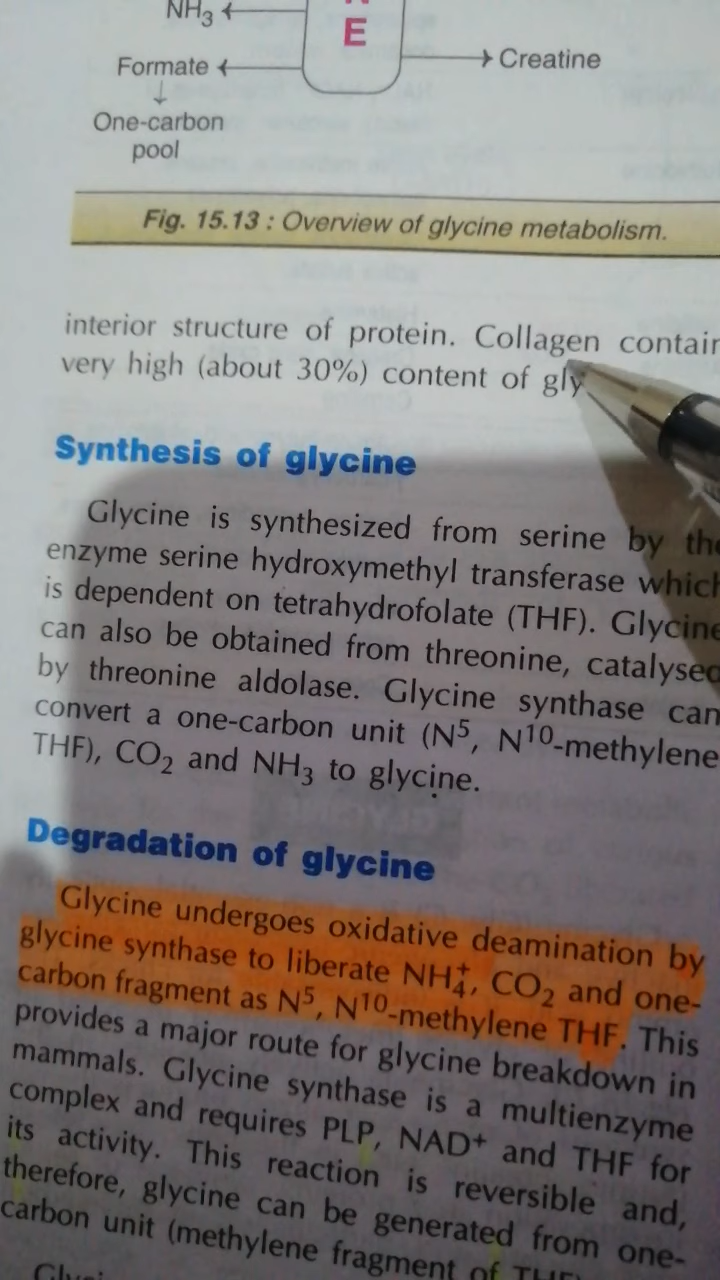 NH3
E
Formate
Creatine
One-carbon
pool
Fig. 15.13 : Overview of glycine metabolism.
interior structure of protein. Collagen
very high (about 30%) content of
Synthesis of glycine
Glycine is synthesized from serine by
enzyme serine hydroxymethyl transferase
is dependent on tetrahydrofolate (THF). Glycine
can also be obtained from threonine, catalysed
by threonine aldolase. Glycine synthase can
convert a one-carbon unit (N5, N10-methylene
THF), CO2 and NH3 to glycine.
Degradation of glycine
Glycine undergoes oxidative deamination by
glycine synthase to liberate NH4+, CO2 and one-
carbon fragment as N5, N10-methylene THF. This
provides a major route for glycine breakdown in
mammals. Glycine synthase is a multienzyme
complex and requires PLP, NAD+ and THF for
its activity. This reaction is reversible and,
therefore, glycine can be generated from one-
carbon unit (methylene fragment of